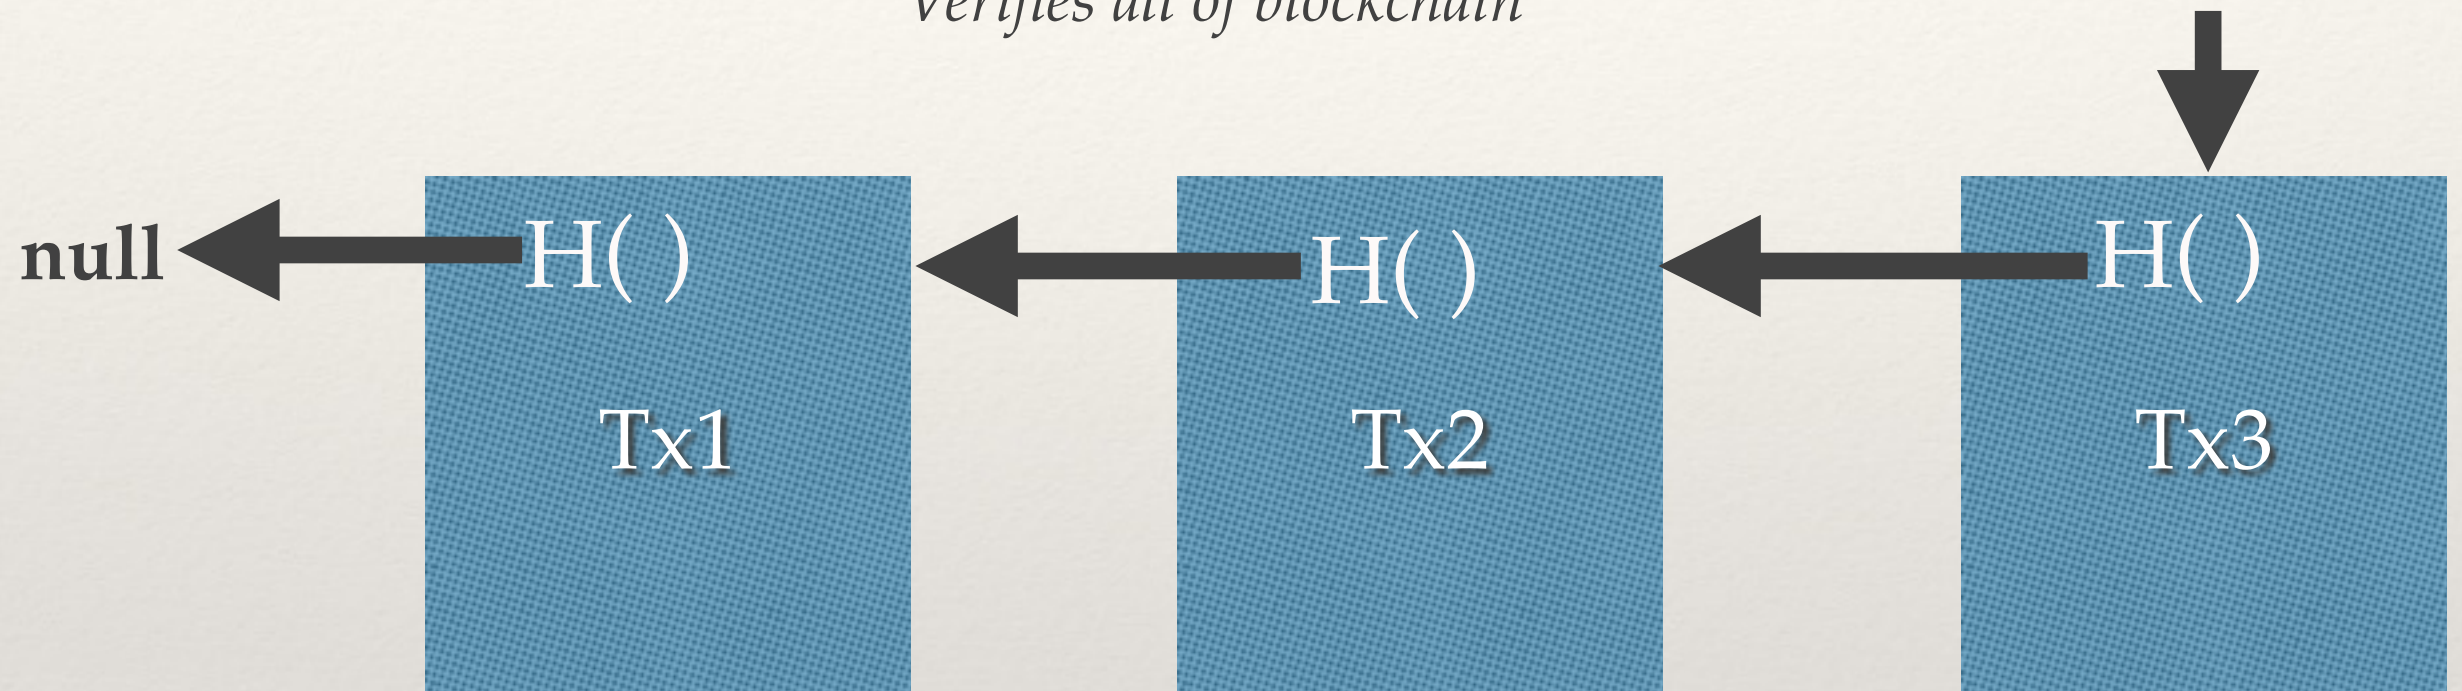 Verifies all of blockchain
null H( ) H( ) H( )
Tx1 Tx2 Tx3